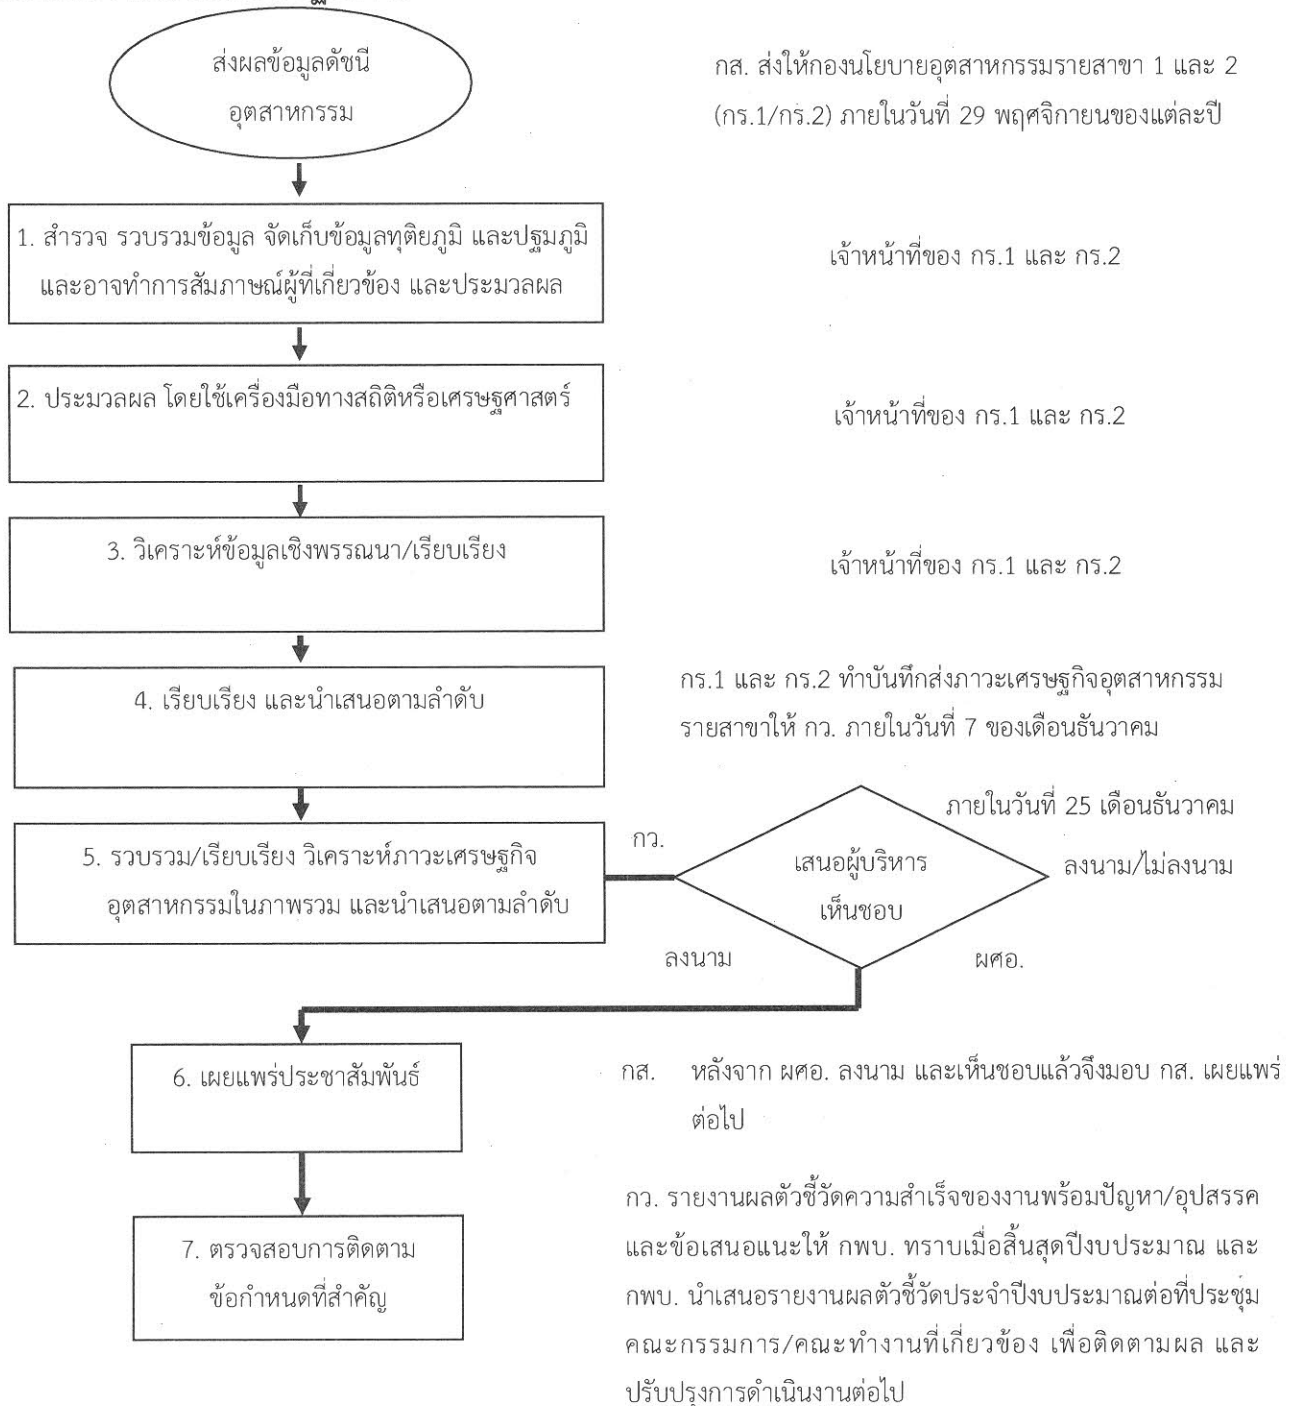 ส่งผลข้อมูลดัชนี
อุตสาหกรรม
กส. ส่งให้กองนโยบายอุตสาหกรรมรายสาขา 1 และ 2
(กร.1/กร.2) ภายในวันที่ 29 พฤศจิกายนของแต่ละปี
1. สำรวจ รวบรวมข้อมูล จัดเก็บข้อมูลทุติยภูมิ และปฐมภูมิ
และอาจทำการสัมภาษณ์ผู้ที่เกี่ยวข้อง และประมวลผล
เจ้าหน้าที่ของ กร.1 และ กร.2
2. ประมวลผล โดยใช้เครื่องมือทางสถิติหรือเศรษฐศาสตร์
เจ้าหน้าที่ของ กร.1 และ กร.2
3. วิเคราะห์ข้อมูลเชิงพรรณนา/เรียบเรียง
เจ้าหน้าที่ของ กร.1 และ กร.2
4. เรียบเรียง และนำเสนอตามลำดับ
กร.1 และ กร.2 ทำบันทึกส่งภาวะเศรษฐกิจอุตสาหกรรม
รายสาขาให้ กว. ภายในวันที่ 7 ของเดือนธันวาคม
5. รวบรวม/เรียบเรียง วิเคราะห์ภาวะเศรษฐกิจ
อุตสาหกรรมในภาพรวม และนำเสนอตามลำดับ
กว.
เสนอผู้บริหาร
เห็นชอบ
ภายในวันที่ 25 เดือนธันวาคม
ลงนาม/ไม่ลงนาม
ลงนาม
ผศอ.
6. เผยแพร่ประชาสัมพันธ์
กส. หลังจาก ผศอ. ลงนาม และเห็นชอบแล้วจึงมอบ กส. เผยแพร่
ต่อไป
7. ตรวจสอบการติดตาม
ข้อกำหนดที่สำคัญ
กว. รายงานผลตัวชี้วัดความสำเร็จของงานพร้อมปัญหา/อุปสรรค
และข้อเสนอแนะให้ กพบ. ทราบเมื่อสิ้นสุดปีงบประมาณ และ
กพบ. นำเสนอรายงานผลตัวชี้วัดประจำปีงบประมาณต่อที่ประชุม
คณะกรรมการ/คณะทำงานที่เกี่ยวข้อง เพื่อติดตามผล และ
ปรับปรุงการดำเนินงานต่อไป